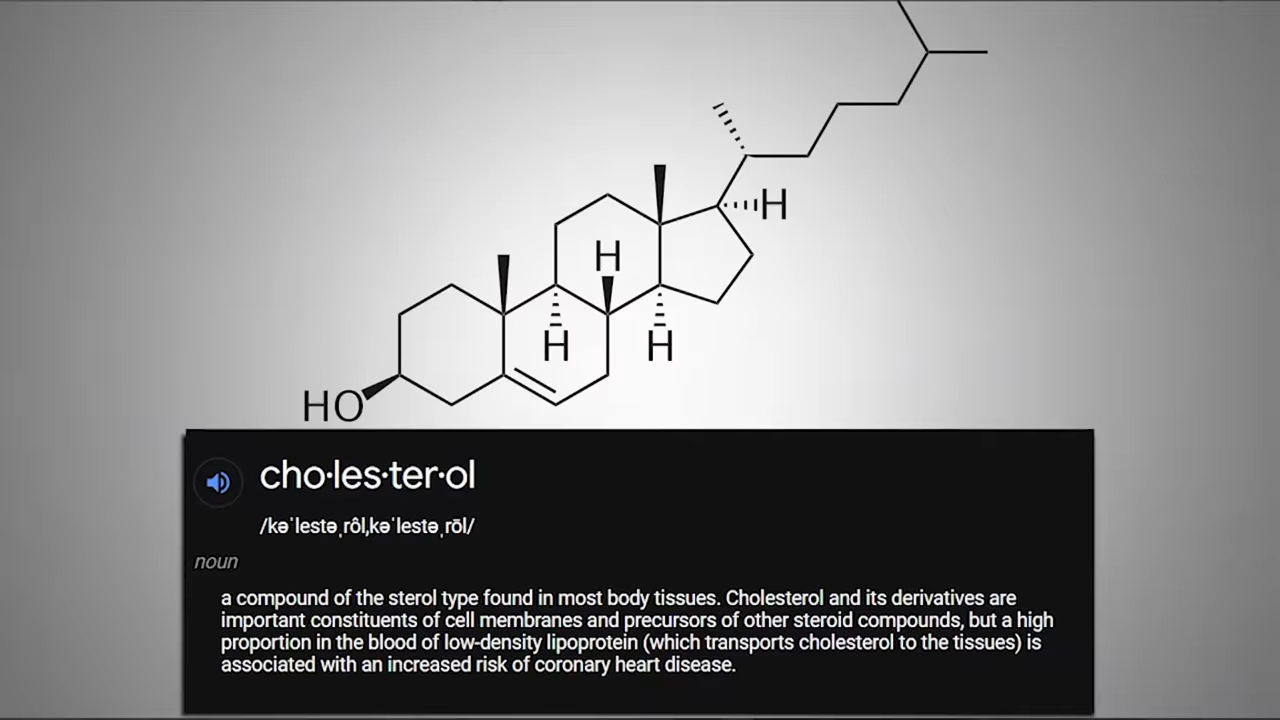 H
H
H
H
HO
cho·les·ter·ol
/kəˈlestəˌrôl,kəˈlestəˌrōl/
noun
a compound of the sterol type found in most body tissues. Cholesterol and its derivatives are
important constituents of cell membranes and precursors of other steroid compounds, but a high
proportion in the blood of low-density lipoprotein (which transports cholesterol to the tissues) is
associated with an increased risk of coronary heart disease.